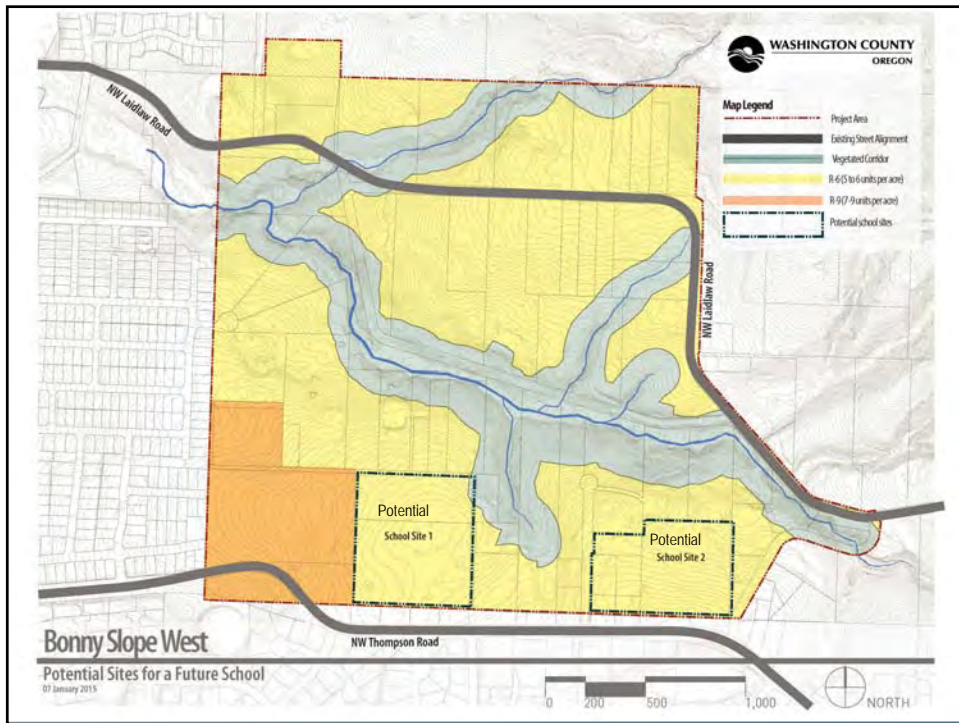 WASHINGTON COUNTY
OREGON
Map Legend
Project Area
Existing Street Alignment
Vegetated Corridor
R-6 (5 to 6 units per acre)
R-9 (7-9 units per acre)
Potential school sites
NW Laidlaw Road
NW Laidlaw Road
Potential
School Site 1
Potential
School Site 2
NW Thompson Road
Bonny Slope West
Potential Sites for a Future School
07 January 2015
0 200 500 1,000
NORTH